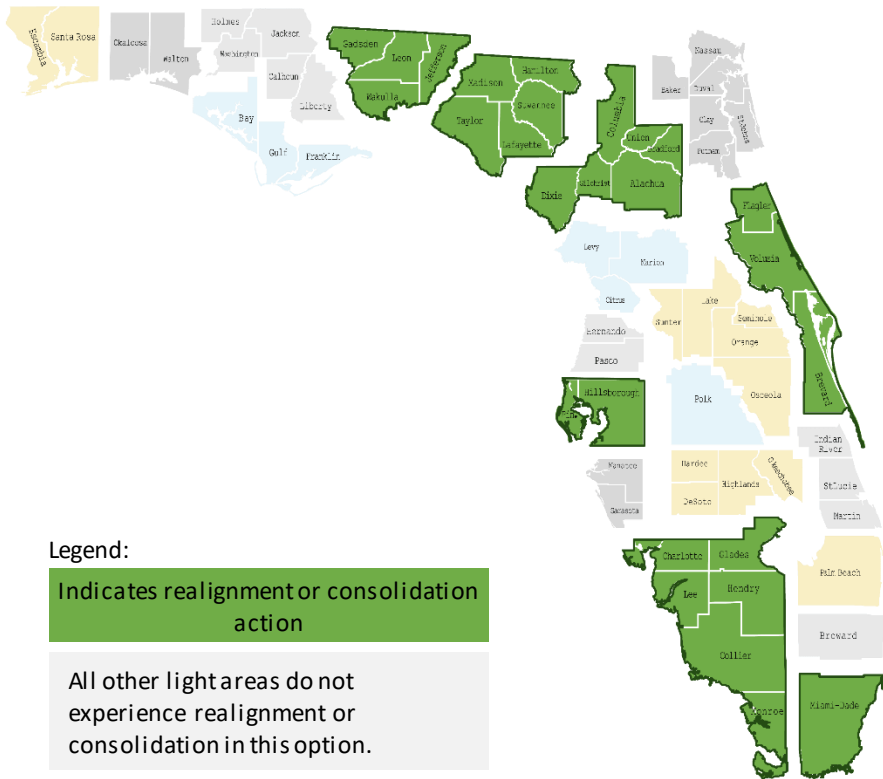 Escambia
Santa Rosa
Okaloosa
Walton
Holmes
Jackson
Washington
Calhoun
Liberty
Bay
Gulf
Franklin
Gadsden
Leon
Jefferson
Wakulla
Madison
Hamilton
Taylor
Suwannee
Lafayette
Columbia
Union
Bradford
Dixie
Gilchrist
Alachua
Nassau
Baker
Duval
Clay
St Johns
Putnam
Flagler
Volusia
Brevard
Levy
Marion
Citrus
Lake
Sumter
Seminole
Orange
Osceola
Hernando
Pasco
Hillsborough
Pin.
Polk
Manatee
Sarasota
Hardee
Highlands
Okeechobee
DeSoto
Indian
River
StLucie
Martin
Charlotte
Glades
Lee
Hendry
Collier
Monroe
Palm Beach
Broward
Miami-Dade
Legend:
Indicates realignment or consolidation
action
All other light areas do not
experience realignment or
consolidation in this option.